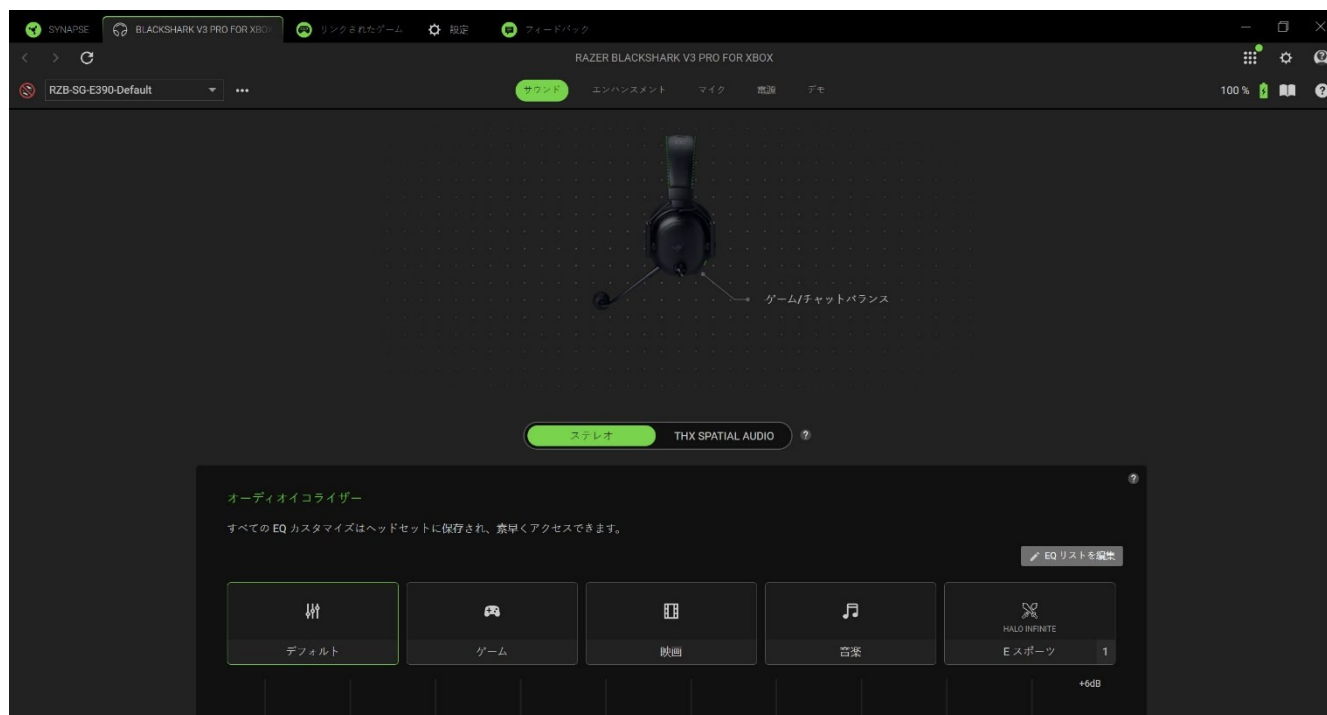 SYNAPSE BLACKSHARK V3 PRO FOR XBO リンクされたゲーム 設定 フィードバック
RAZER BLACKSHARK V3 PRO FOR XBOX
RZB-SG-E390-Default サウンド エンハンスメント マイク 電源 デモ 100 %
ゲーム/チャットバランス
ステレオ THX SPATIAL AUDIO ?
?
オーディオイコライザー
すべての EQ カスタマイズはヘッドセットに保存され、素早くアクセスできます。
EQ リストを編集
HALO INFINITE
デフォルト ゲーム 映画 音楽 E スポーツ 1
+6dB